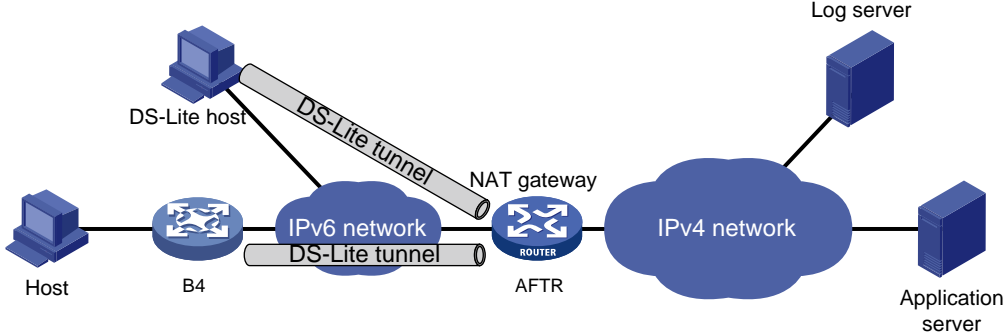 Log server
DS-Lite host
DS-Lite tunnel
NAT gateway
IPv6 network
IPv4 network
DS-Lite tunnel
ROUTER
Host
B4
AFTR
Application
server